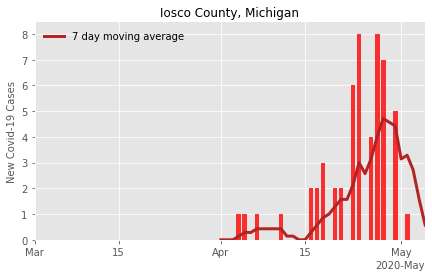 Iosco County, Michigan
7 day moving average
New Covid-19 Cases
8
7
6
5
4
3
2
1
0
Mar 15 Apr 15 May
2020-May